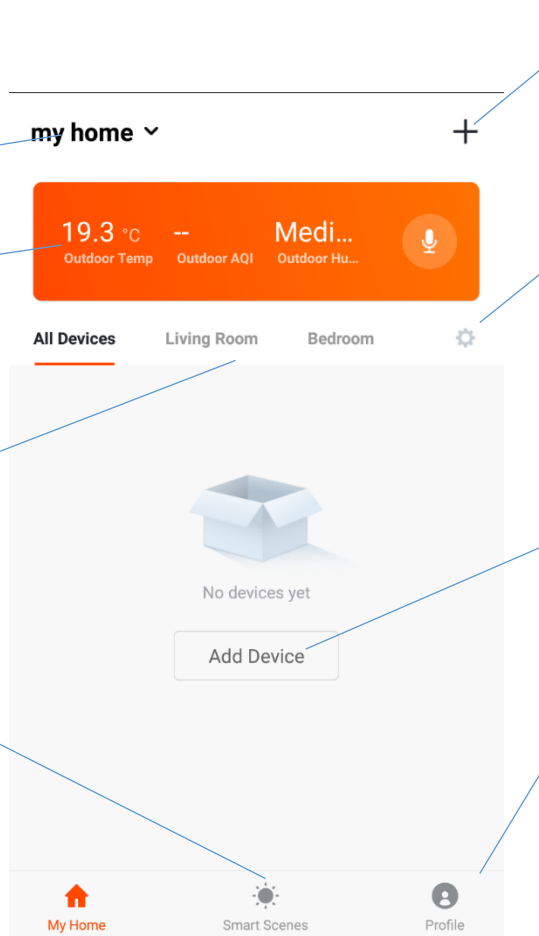 my home
19.3 °C -- Medi...
Outdoor Temp Outdoor AQI Outdoor Hu...
All Devices Living Room Bedroom
No devices yet
Add Device
My Home Smart Scenes Profile